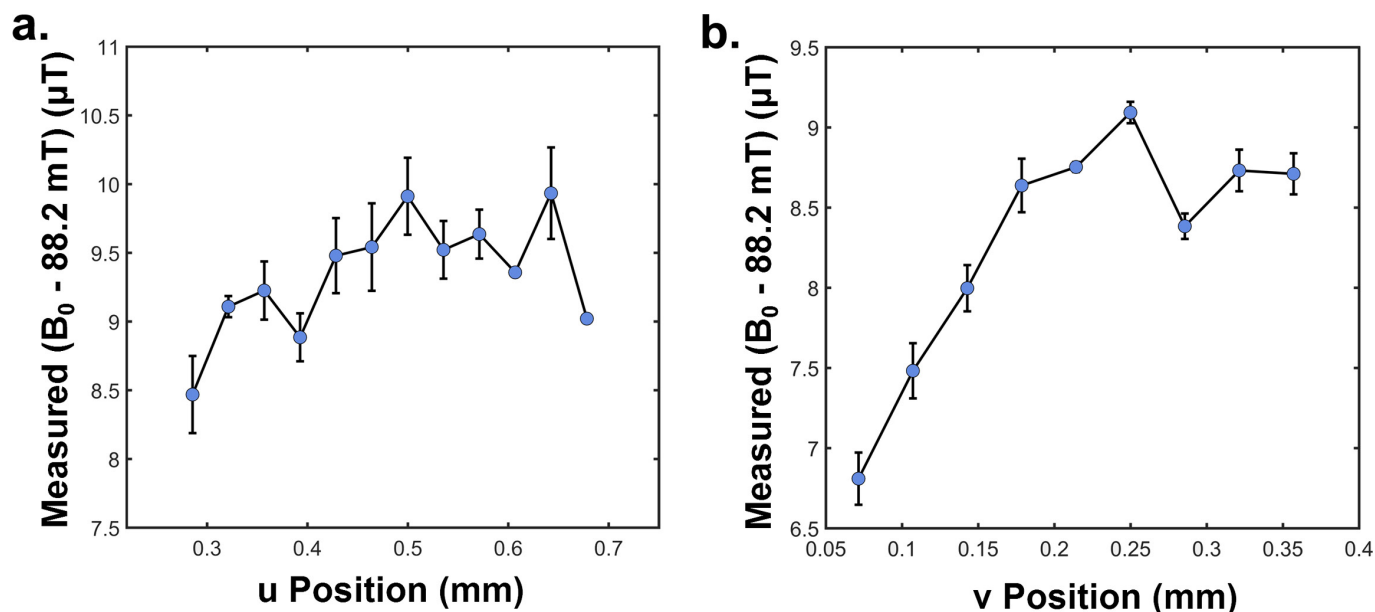 a.
Measured (B₀ - 88.2 mT) (μT)
11
10.5
10
9.5
9
8.5
8
7.5
0.3 0.4 0.5 0.6 0.7
u Position (mm)
b.
Measured (B₀ - 88.2 mT) (μT)
9.5
9
8.5
8
7.5
7
6.5
0.05 0.1 0.15 0.2 0.25 0.3 0.35 0.4
v Position (mm)